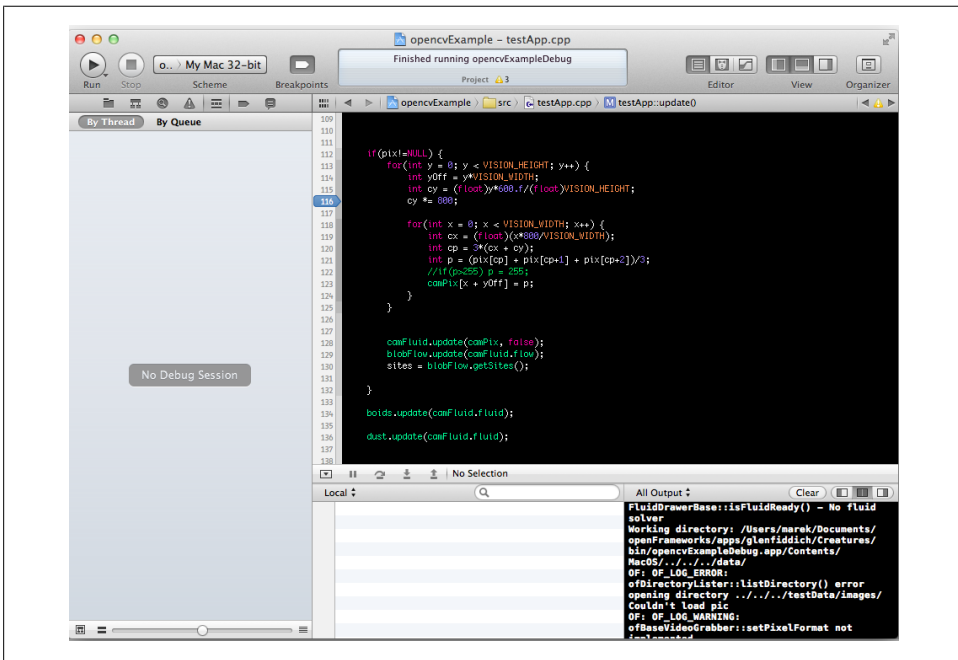 opencvExample – testApp.cpp
Finished running opencvExampleDebug
Project 3
o.. My Mac 32-bit
Run Stop Scheme Breakpoints Editor View Organizer
opencvExample src testApp.cpp M testApp::update()
By Thread By Queue
109
110
111
112 if(pix!=NULL) {
113 for(int y = 0; y < VISION_HEIGHT; y++) {
114 int yOff = y*VISION_WIDTH;
115 int cy = (float)y*600.f/(float)VISION_HEIGHT;
116 cy *= 800;
117
118 for(int x = 0; x < VISION_WIDTH; x++) {
119 int cx = (float)(x*800/VISION_WIDTH);
120 int cp = 3*(cx + cy);
121 int p = (pix[cp] + pix[cp+1] + pix[cp+2])/3;
122 //if(p>255) p = 255;
123 camPix[x + yOff] = p;
124 }
125 }
126
127
128 camFluid.update(camPix, false);
129 blobFlow.update(camFluid.flow);
130 sites = blobFlow.getSites();
131
132 }
133
134 boids.update(camFluid.fluid);
135
136 dust.update(camFluid.fluid);
137
138
No Debug Session
No Selection
Local
All Output Clear
FluidDrawerBase::isFluidReady() – No fluid
solver
Working directory: /Users/marek/Documents/
openFrameworks/apps/glenfiddich/Creatures/
bin/opencvExampleDebug.app/Contents/
MacOS/../../../data/
OF: OF_LOG_ERROR:
ofDirectoryLister::listDirectory() error
opening directory ../../../testData/images/
Couldn't load pic
OF: OF_LOG_WARNING:
ofBaseVideoGrabber::setPixelFormat not
implemented